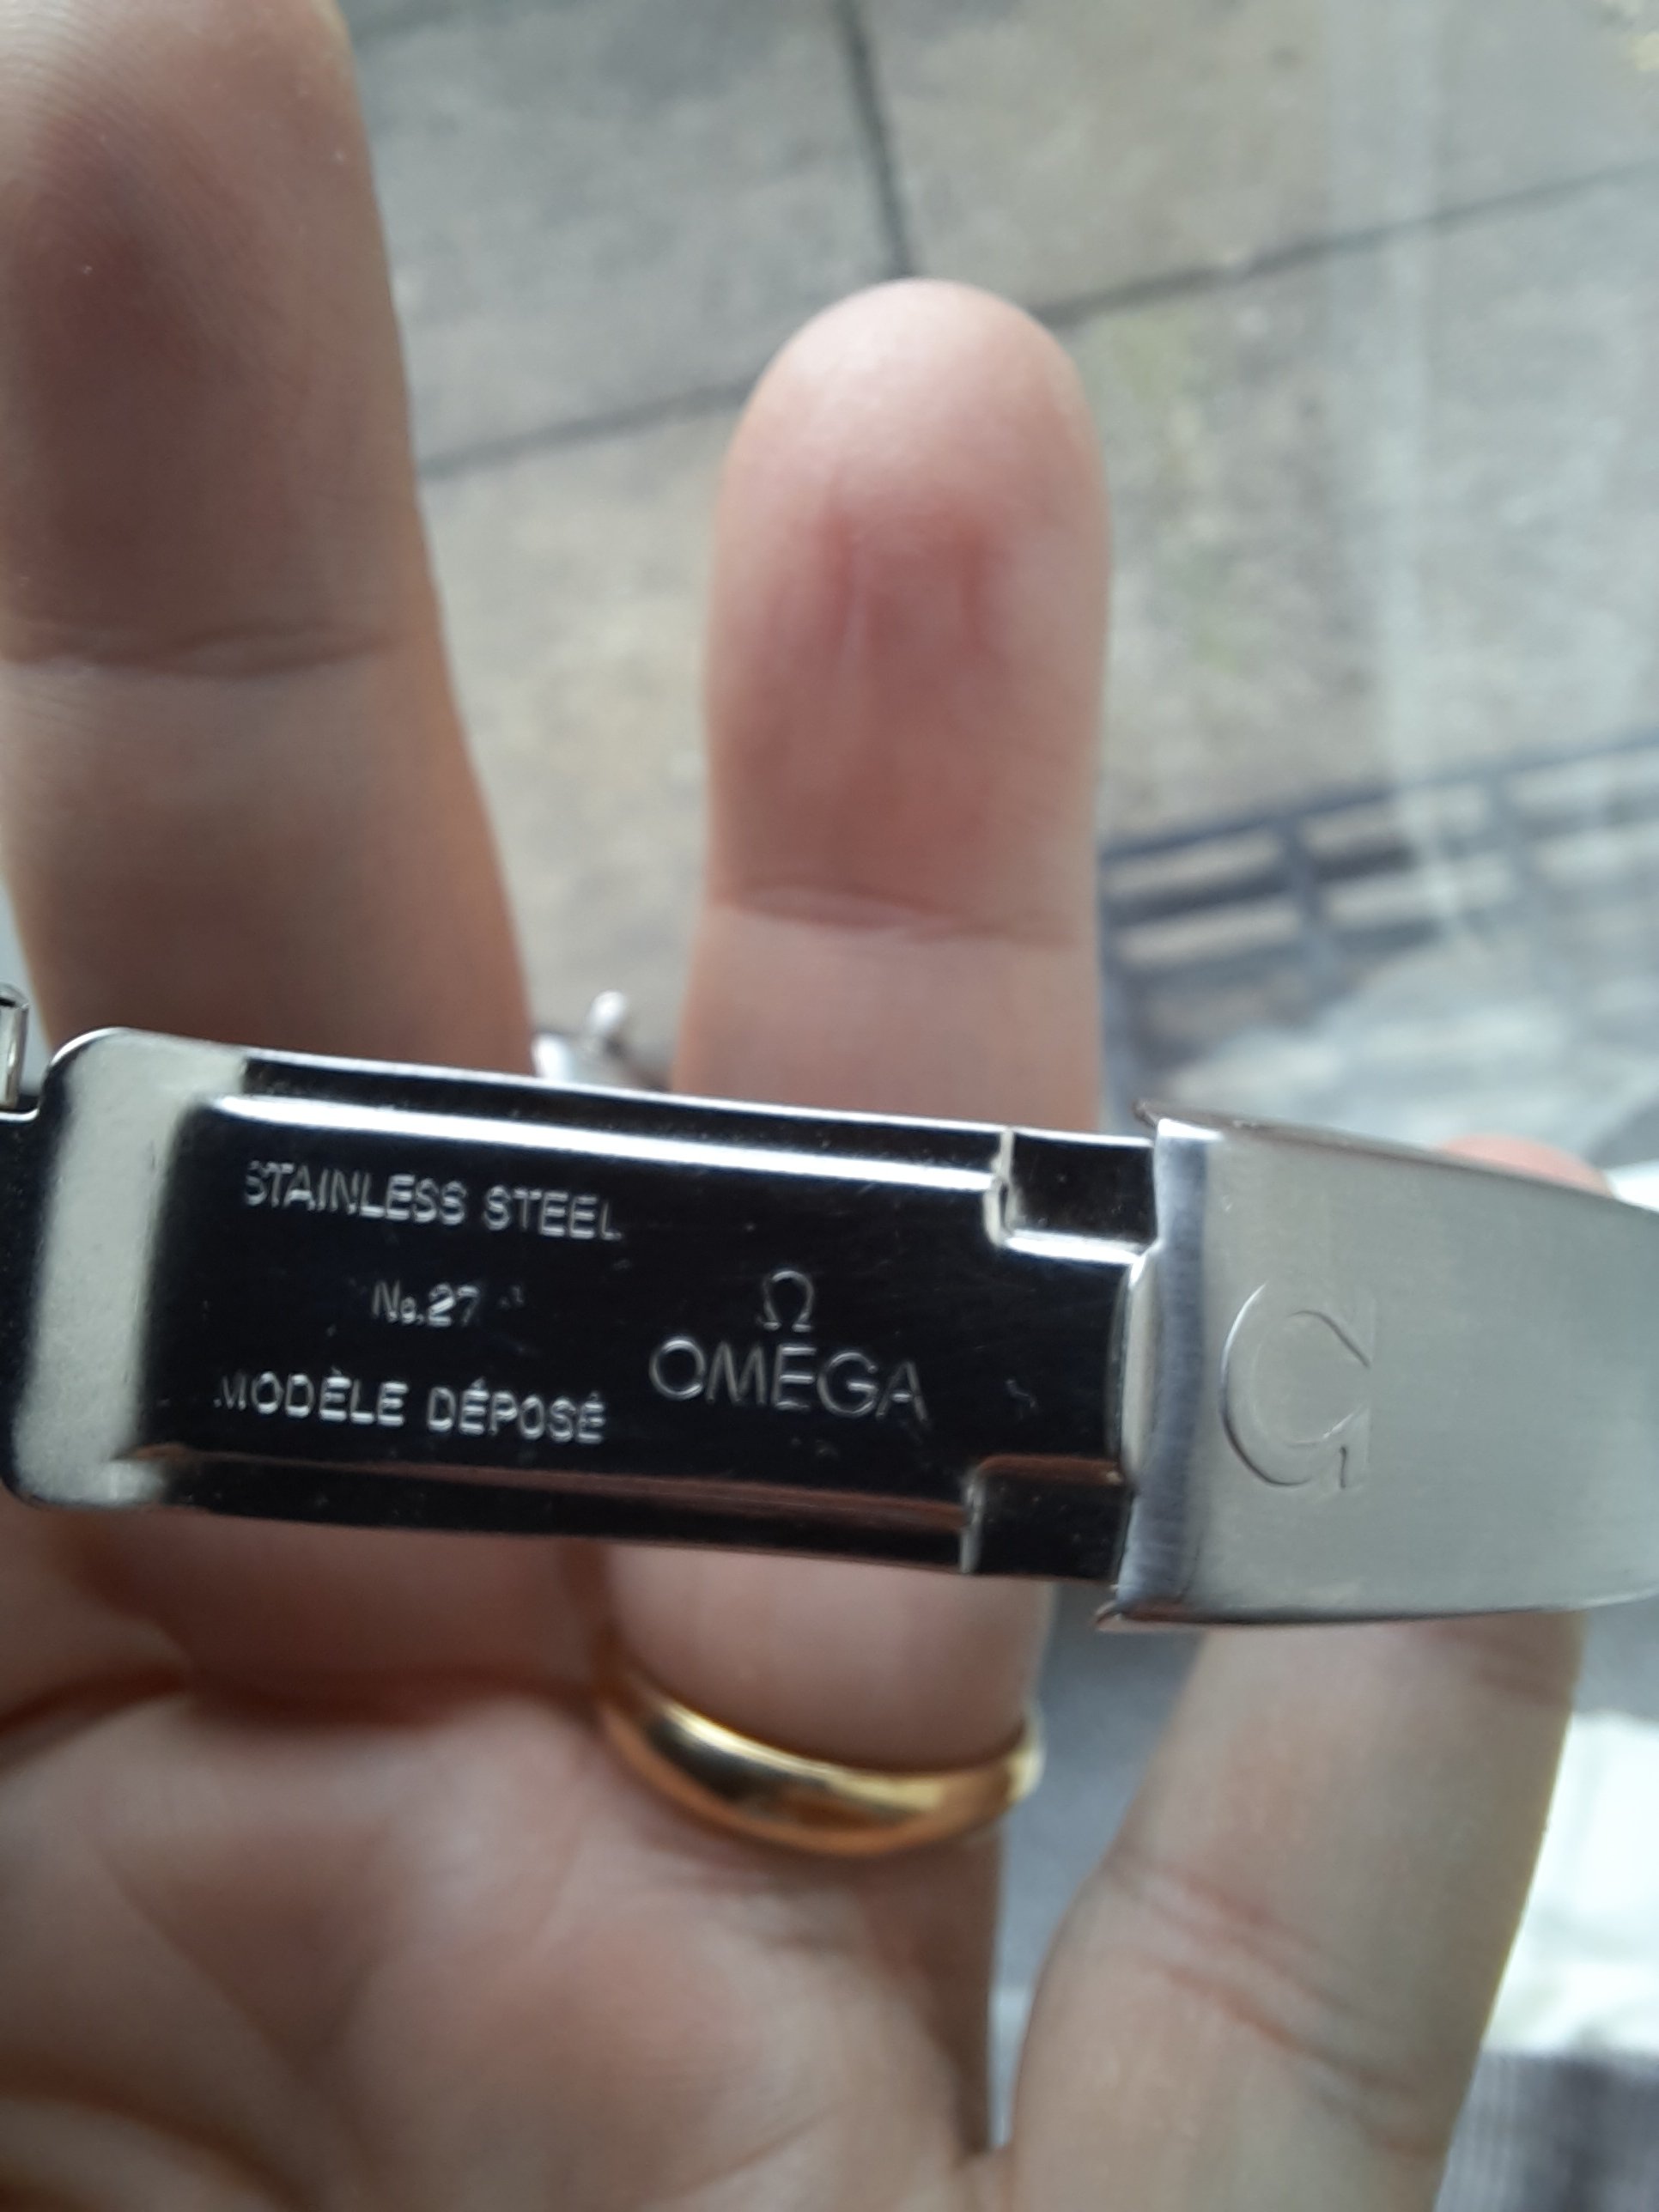 STAINLESS STEEL
No.27
MODÈLE DÉPOSÉ
Ω
OMEGA
Ω